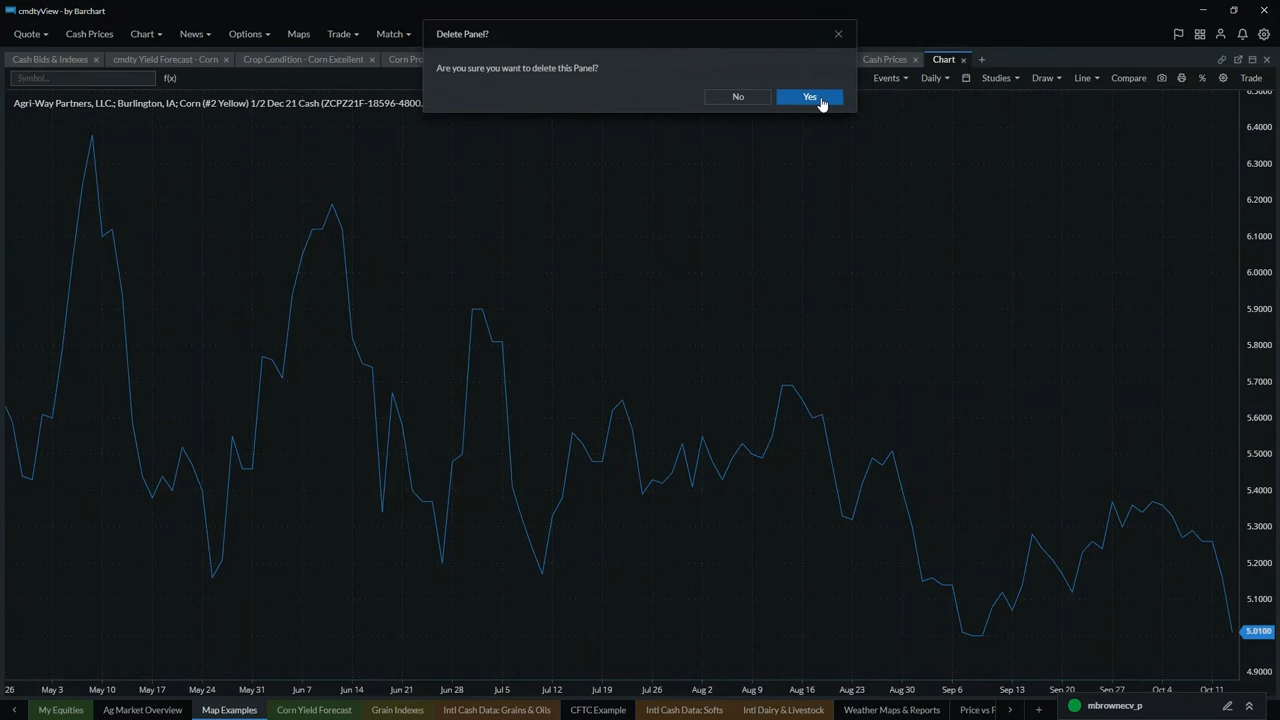 cmdtyView - by Barchart
Quote Cash Prices Chart News Options Maps Trade Match
Delete Panel?
Are you sure you want to delete this Panel?
No Yes
Cash Bids & Indexes cmdty Yield Forecast - Corn Crop Condition - Corn Excellent Corn Pro Cash Prices Chart
Symbol... f(x) Events Daily Studies Draw Line Compare % Trade
Agri-Way Partners, LLC.; Burlington, IA; Corn (#2 Yellow) 1/2 Dec 21 Cash (ZCPZ21F-18596-4800.
6.5000
6.4000
6.3000
6.2000
6.1000
6.0000
5.9000
5.8000
5.7000
5.6000
5.5000
5.4000
5.3000
5.2000
5.1000
5.0100
4.9000
26 May 3 May 10 May 17 May 24 May 31 Jun 7 Jun 14 Jun 21 Jun 28 Jul 5 Jul 12 Jul 19 Jul 26 Aug 2 Aug 9 Aug 16 Aug 23 Aug 30 Sep 6 Sep 13 Sep 20 Sep 27 Oct 4 Oct 11
My Equities Ag Market Overview Map Examples Corn Yield Forecast Grain Indexes Intl Cash Data: Grains & Oils CFTC Example Intl Cash Data: Softs Intl Dairy & Livestock Weather Maps & Reports Price vs F mbrownecv_p